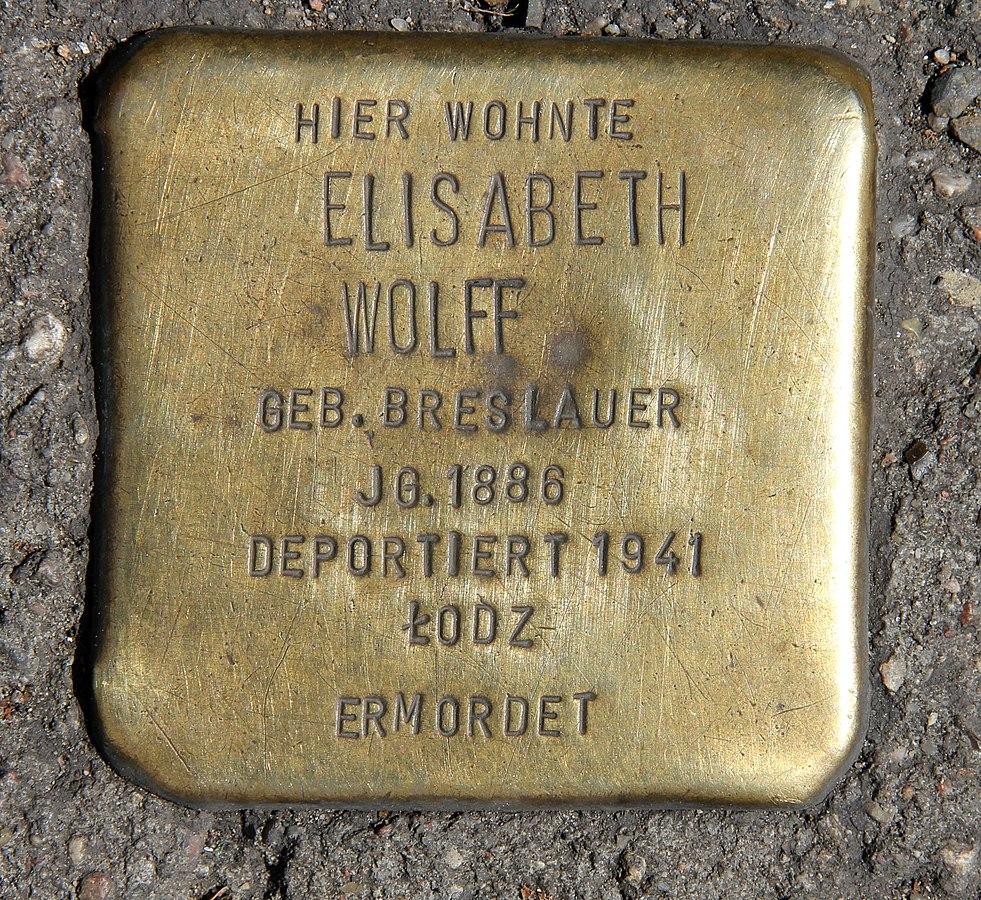 HIER WOHNTE
ELISABETH
WOLFF
GEB. BRESLAUER
JG. 1886
DEPORTIERT 1941
ŁODZ
ERMORDET